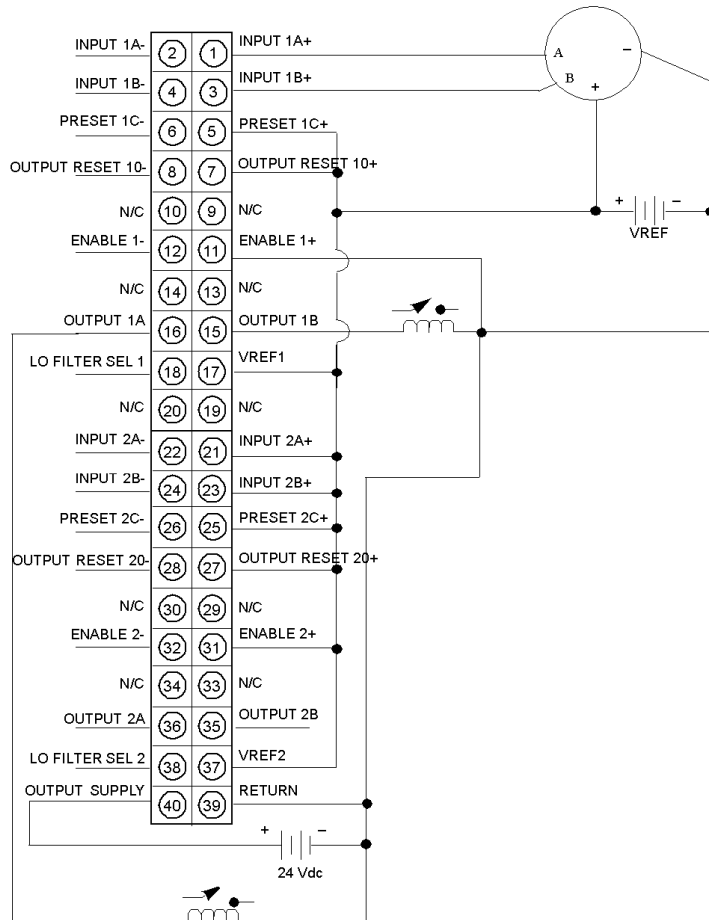 INPUT 1A- 2 1 INPUT 1A+
A -
INPUT 1B- 4 3 INPUT 1B+
B +
PRESET 1C- 6 5 PRESET 1C+
OUTPUT RESET 10- 8 7 OUTPUT RESET 10+
N/C 10 9 N/C
+ -
VREF
ENABLE 1- 12 11 ENABLE 1+
N/C 14 13 N/C
OUTPUT 1A 16 15 OUTPUT 1B
LO FILTER SEL 1 18 17 VREF1
N/C 20 19 N/C
INPUT 2A- 22 21 INPUT 2A+
INPUT 2B- 24 23 INPUT 2B+
PRESET 2C- 26 25 PRESET 2C+
OUTPUT RESET 20- 28 27 OUTPUT RESET 20+
N/C 30 29 N/C
ENABLE 2- 32 31 ENABLE 2+
N/C 34 33 N/C
OUTPUT 2A 36 35 OUTPUT 2B
LO FILTER SEL 2 38 37 VREF2
OUTPUT SUPPLY 40 39 RETURN
+ -
24 Vdc